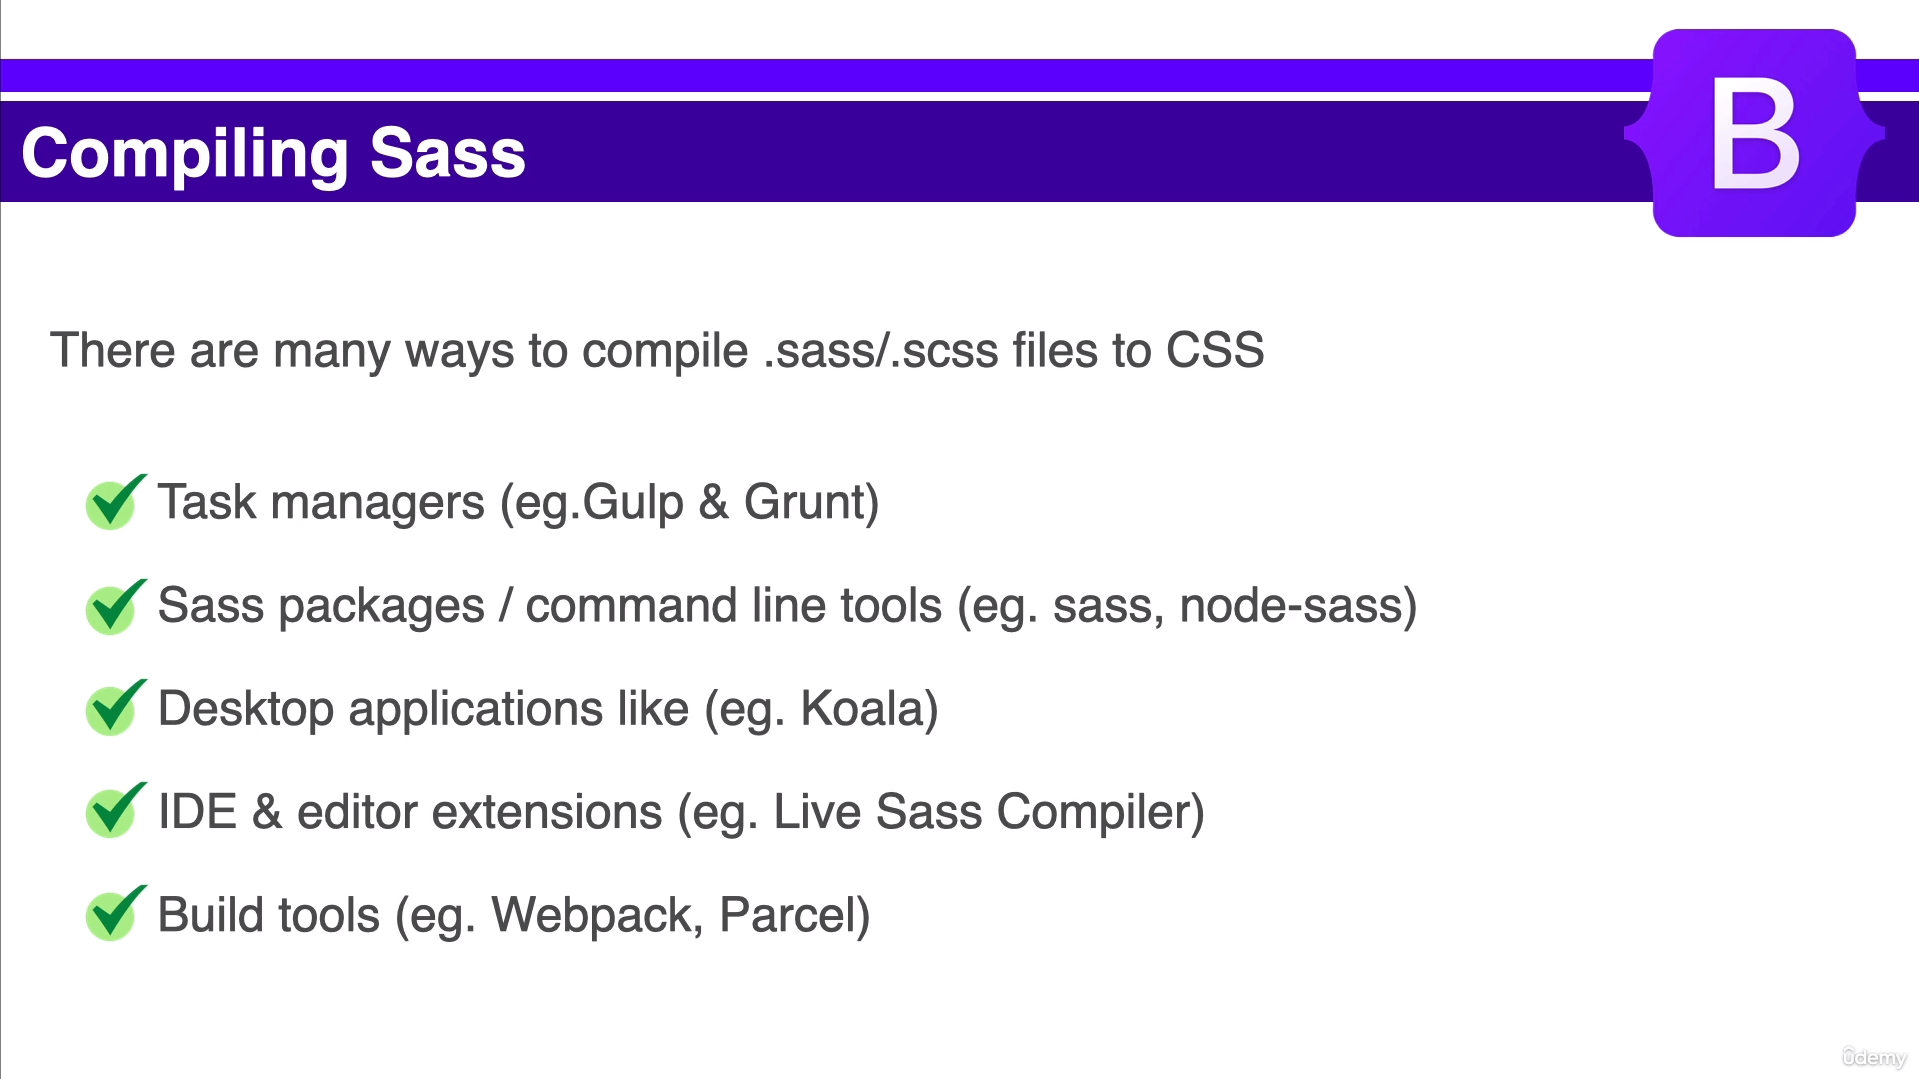 Compiling Sass
B
There are many ways to compile .sass/.scss files to CSS
Task managers (eg.Gulp & Grunt)
Sass packages / command line tools (eg. sass, node-sass)
Desktop applications like (eg. Koala)
IDE & editor extensions (eg. Live Sass Compiler)
Build tools (eg. Webpack, Parcel)
ûdemy